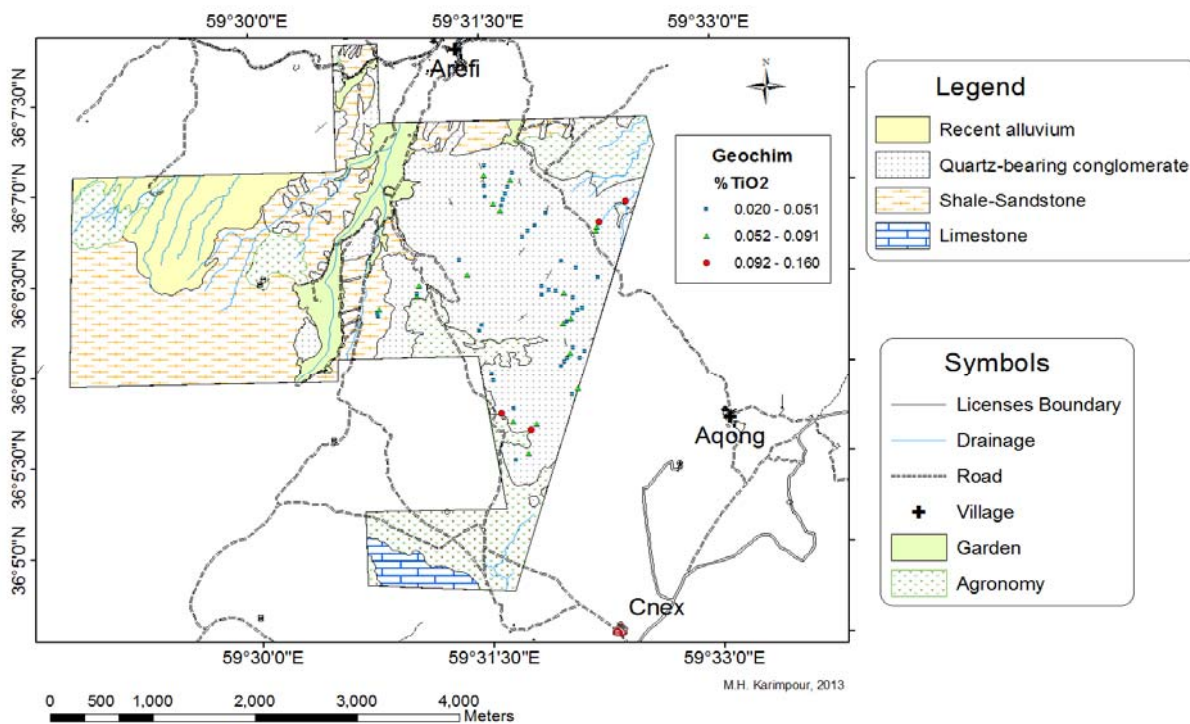 59°30'0"E 59°31'30"E 59°33'0"E
36°7'30"N
36°7'0"N
36°6'30"N
36°6'0"N
36°5'30"N
36°5'0"N
Arefi
N
Aqong
Cnex
Geochim
% TiO2
0.020 - 0.051
0.052 - 0.091
0.092 - 0.160
Legend
Recent alluvium
Quartz-bearing conglomerate
Shale-Sandstone
Limestone
Symbols
Licenses Boundary
Drainage
Road
Village
Garden
Agronomy
59°30'0"E 59°31'30"E 59°33'0"E
M.H. Karimpour, 2013
0 500 1,000 2,000 3,000 4,000
Meters